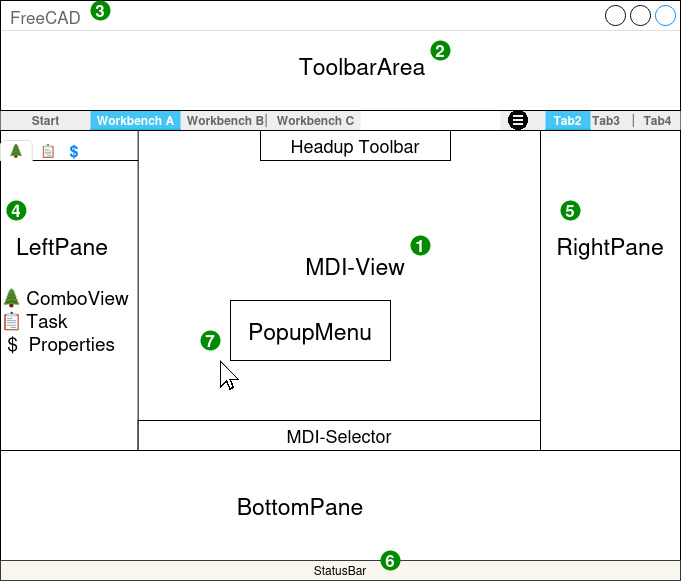 FreeCAD 3
2
ToolbarArea
Start Workbench A Workbench B| Workbench C Tab2 Tab3 | Tab4
$
Headup Toolbar
4
5
LeftPane
RightPane
1
MDI-View
ComboView
Task
$ Properties
7
PopupMenu
MDI-Selector
BottomPane
6
StatusBar